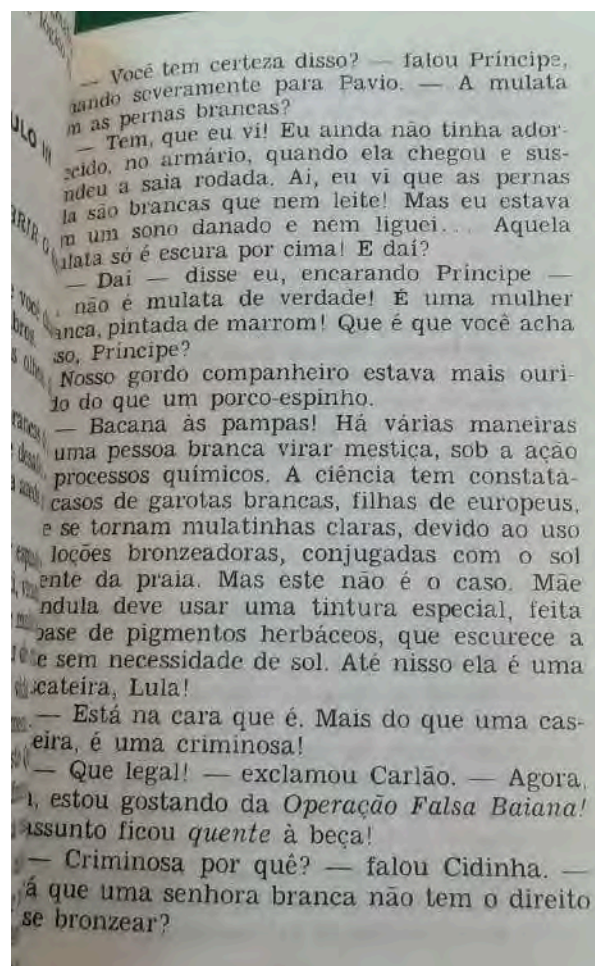 — Você tem certeza disso? — falou Príncipe,
severamente para Pavio. — A mulata
as pernas brancas?
— Tem, que eu vi! Eu ainda não tinha ador-
no armário, quando ela chegou e sus-
a saia rodada. Aí, eu vi que as pernas
são brancas que nem leite! Mas eu estava
um sono danado e nem liguei... Aquela
só é escura por cima! E daí?
— Daí — disse eu, encarando Príncipe —
não é mulata de verdade! É uma mulher
pintada de marrom! Que é que você acha
Príncipe?
Nosso gordo companheiro estava mais ouri-
do do que um porco-espinho.
— Bacana às pampas! Há várias maneiras
uma pessoa branca virar mestiça, sob a ação
processos químicos. A ciência tem constata-
casos de garotas brancas, filhas de europeus,
se tornam mulatinhas claras, devido ao uso
loções bronzeadoras, conjugadas com o sol
ente da praia. Mas este não é o caso. Mãe
ndula deve usar uma tintura especial, feita
base de pigmentos herbáceos, que escurece a
e sem necessidade de sol. Até nisso ela é uma
cateira, Lula!
— Está na cara que é. Mais do que uma cas-
eira, é uma criminosa!
— Que legal! — exclamou Carlão. — Agora,
estou gostando da Operação Falsa Baiana!
assunto ficou quente à beça!
— Criminosa por quê? — falou Cidinha. —
á que uma senhora branca não tem o direito
se bronzear?